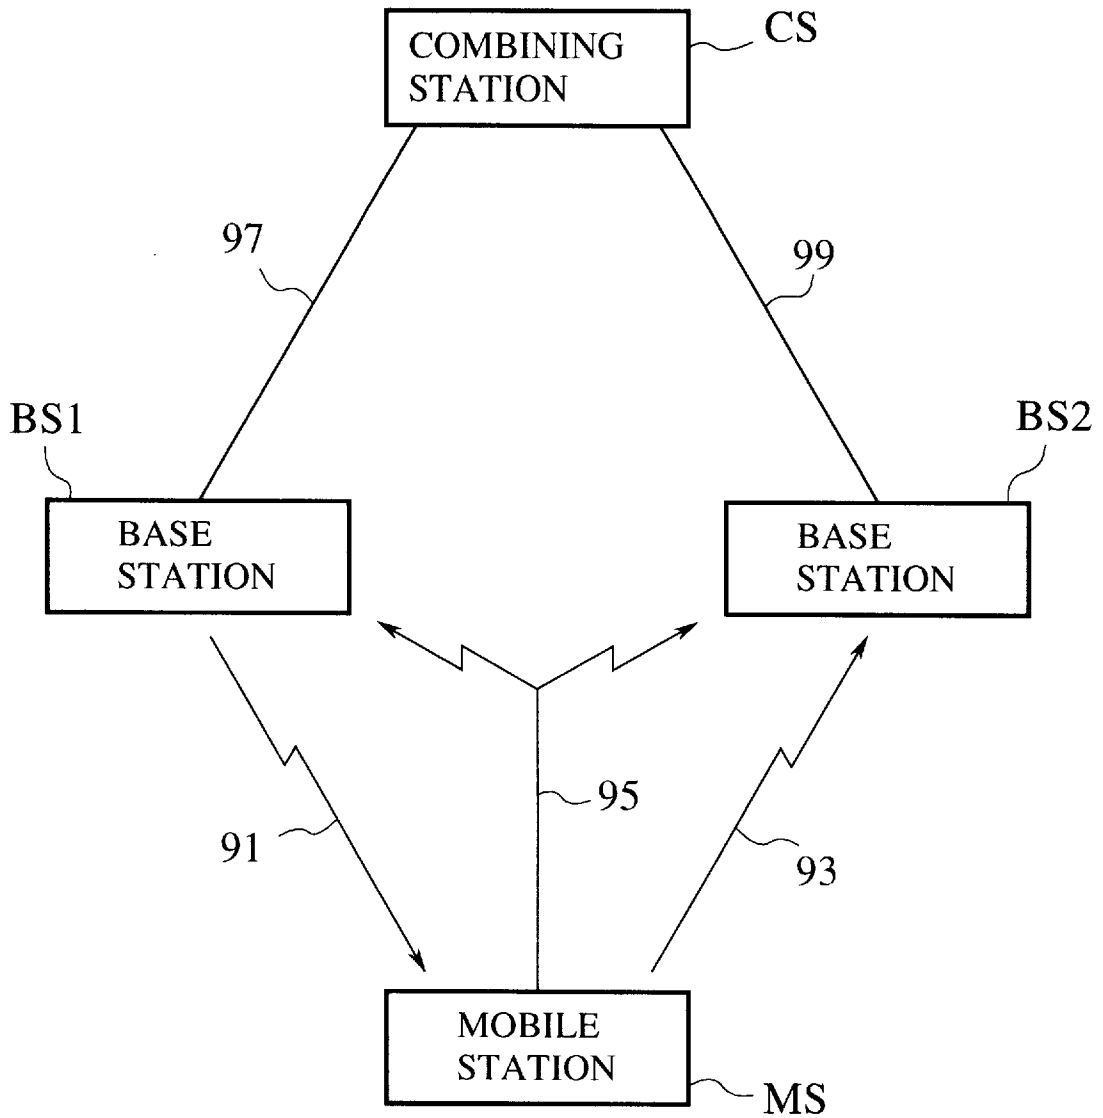 COMBINING
STATION
CS
97
99
BS1
BS2
BASE
STATION
BASE
STATION
95
91
93
MOBILE
STATION
MS